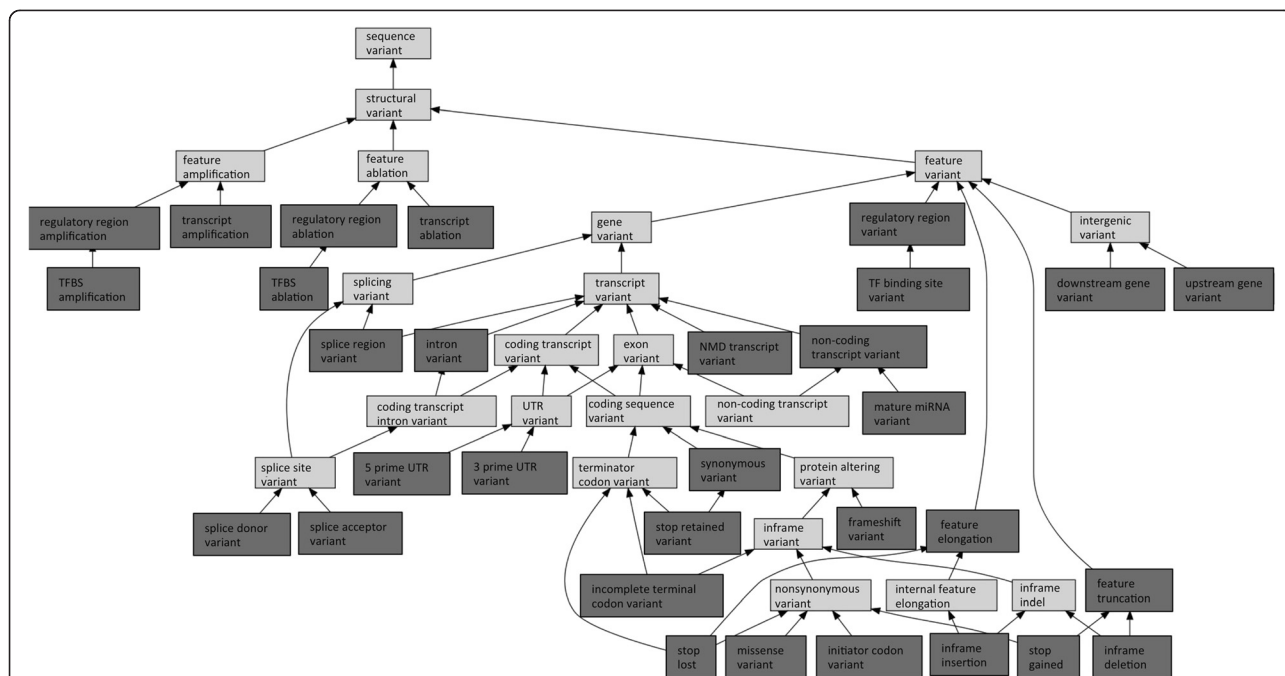 sequence
variant
structural
variant
feature
amplification
feature
ablation
feature
variant
regulatory region
amplification
transcript
amplification
regulatory region
ablation
transcript
ablation
gene
variant
regulatory region
variant
intergenic
variant
TFBS
amplification
TFBS
ablation
splicing
variant
transcript
variant
TF binding site
variant
downstream gene
variant
upstream gene
variant
splice region
variant
intron
variant
coding transcript
variant
exon
variant
NMD transcript
variant
non-coding
transcript variant
coding transcript
intron variant
UTR
variant
coding sequence
variant
non-coding transcript
variant
mature miRNA
variant
splice site
variant
5 prime UTR
variant
3 prime UTR
variant
terminator
codon variant
synonymous
variant
protein altering
variant
splice donor
variant
splice acceptor
variant
stop retained
variant
inframe
variant
frameshift
variant
feature
elongation
incomplete terminal
codon variant
nonsynonymous
variant
internal feature
elongation
inframe
indel
feature
truncation
stop
lost
missense
variant
initiator codon
variant
inframe
insertion
stop
gained
inframe
deletion